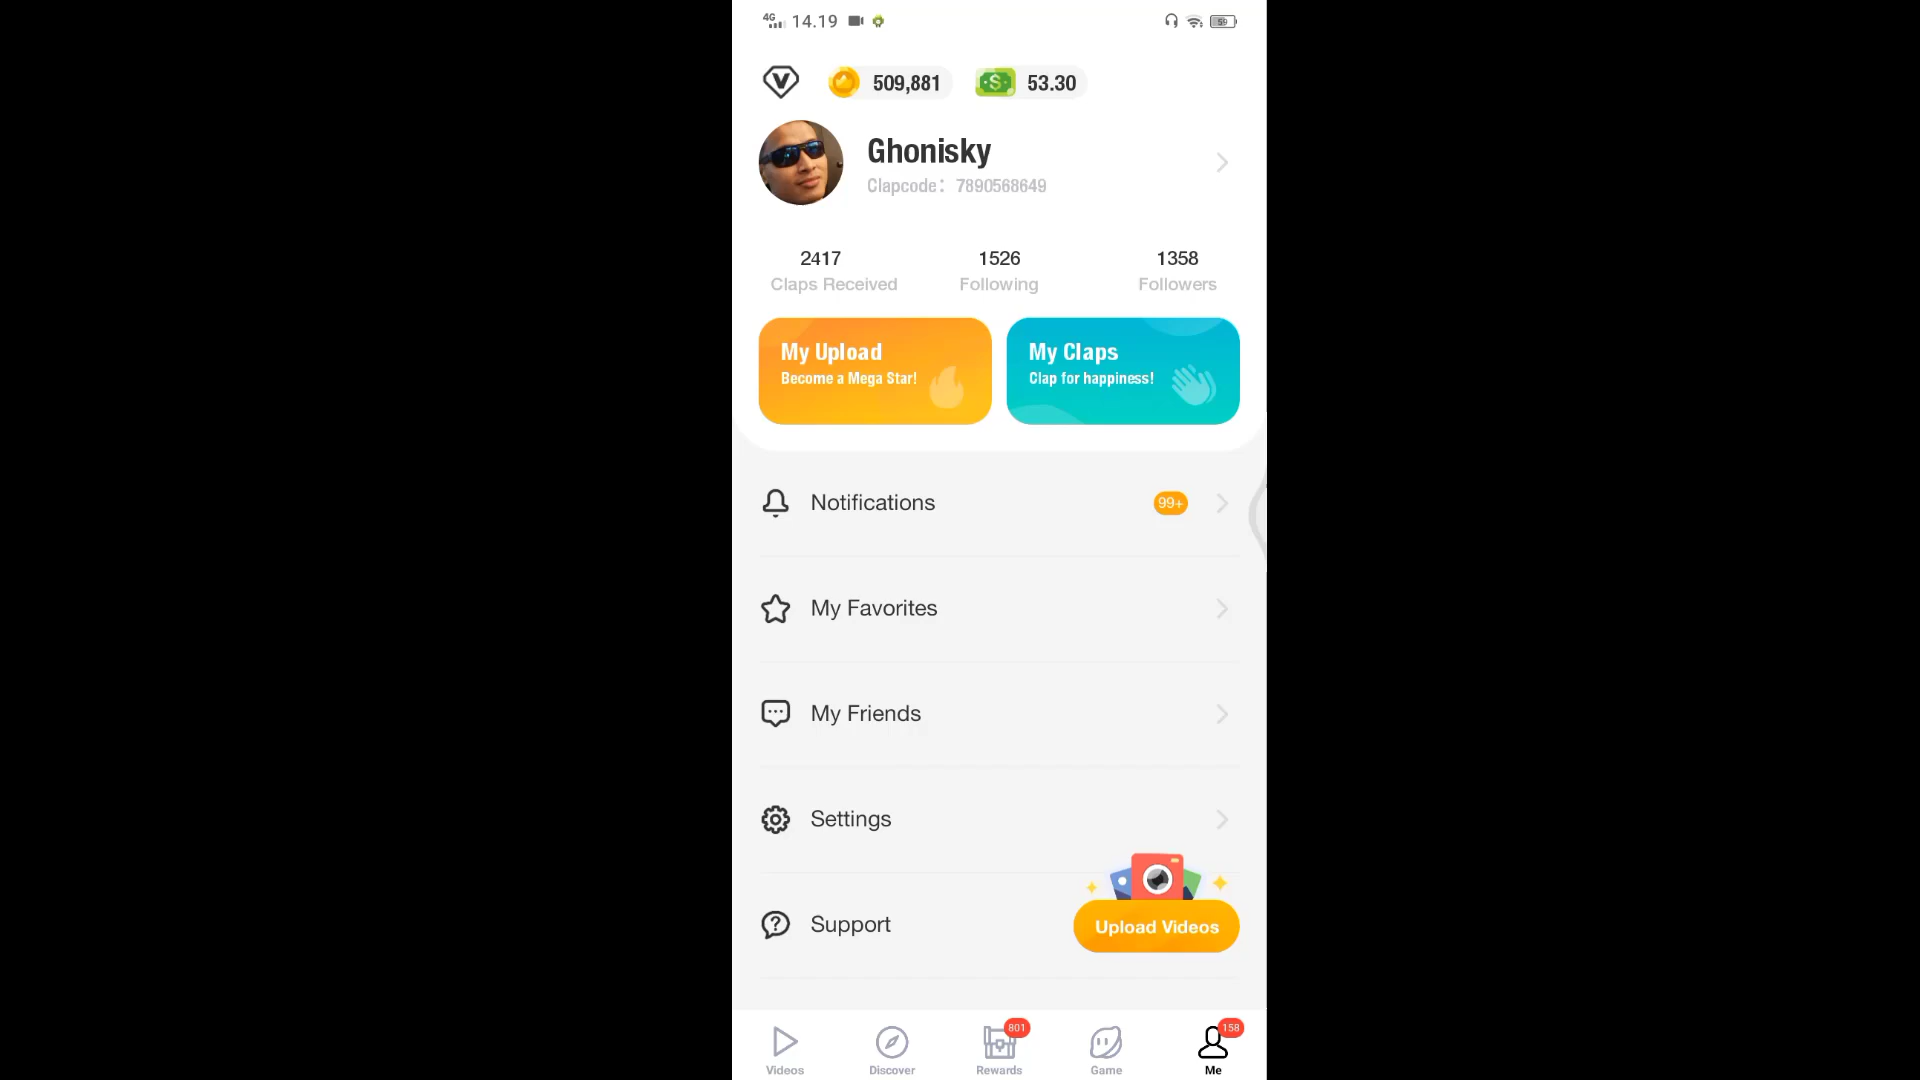 4G 14.19 59
V 509,881 $ 53.30
Ghonisky
Clapcode: 7890568649
2417 1526 1358
Claps Received Following Followers
My Upload
Become a Mega Star!
My Claps
Clap for happiness!
Notifications 99+
My Favorites
My Friends
Settings
Support
Upload Videos
801 158
Videos Discover Rewards Game Me